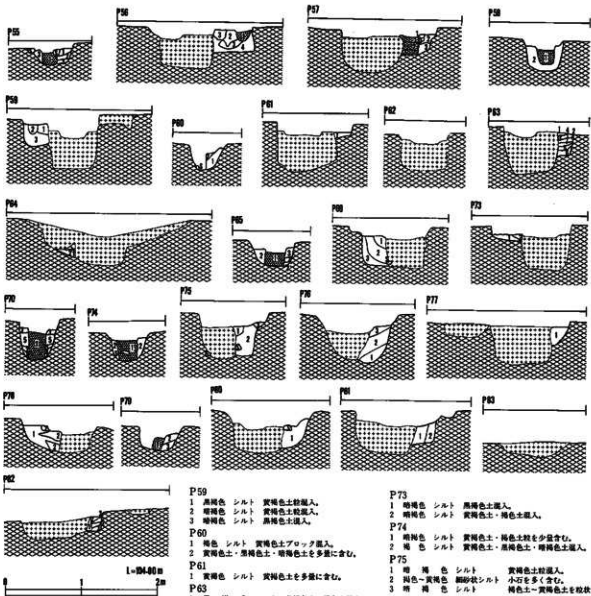 P55
P56
P57
P58
P59
P60
P61
P62
P63
P64
P65
P73
P70
P74
P75
P76
P77
P79
P80
P81
P83
P82
L=104.80m
0 1 2m
P59
1 黒褐色 シルト 黄褐色土粒混入。
2 暗褐色 シルト 黄褐色土粒混入。
3 暗褐色 シルト 黒褐色土混入。
P60
1 褐色 シルト 黄褐色土ブロック混入。
2 黄褐色土・黒褐色土・暗褐色土を多量に含む。
P61
1 黄褐色 シルト 黄褐色土を多量に含む。
P63
P73
1 暗褐色 シルト 黒褐色土混入。
2 暗褐色 シルト 黄褐色土・褐色土混入。
P74
1 暗褐色 シルト 黄褐色土・褐色土粒を少量含む。
2 褐色 シルト 黄褐色土・黒褐色土・暗褐色土混入。
P75
1 暗褐色 シルト 黄褐色土粒混入。
2 褐色～黄褐色 細砂状シルト 小石を多く含む。
3 暗褐色 シルト 褐色土～黄褐色土を粒状